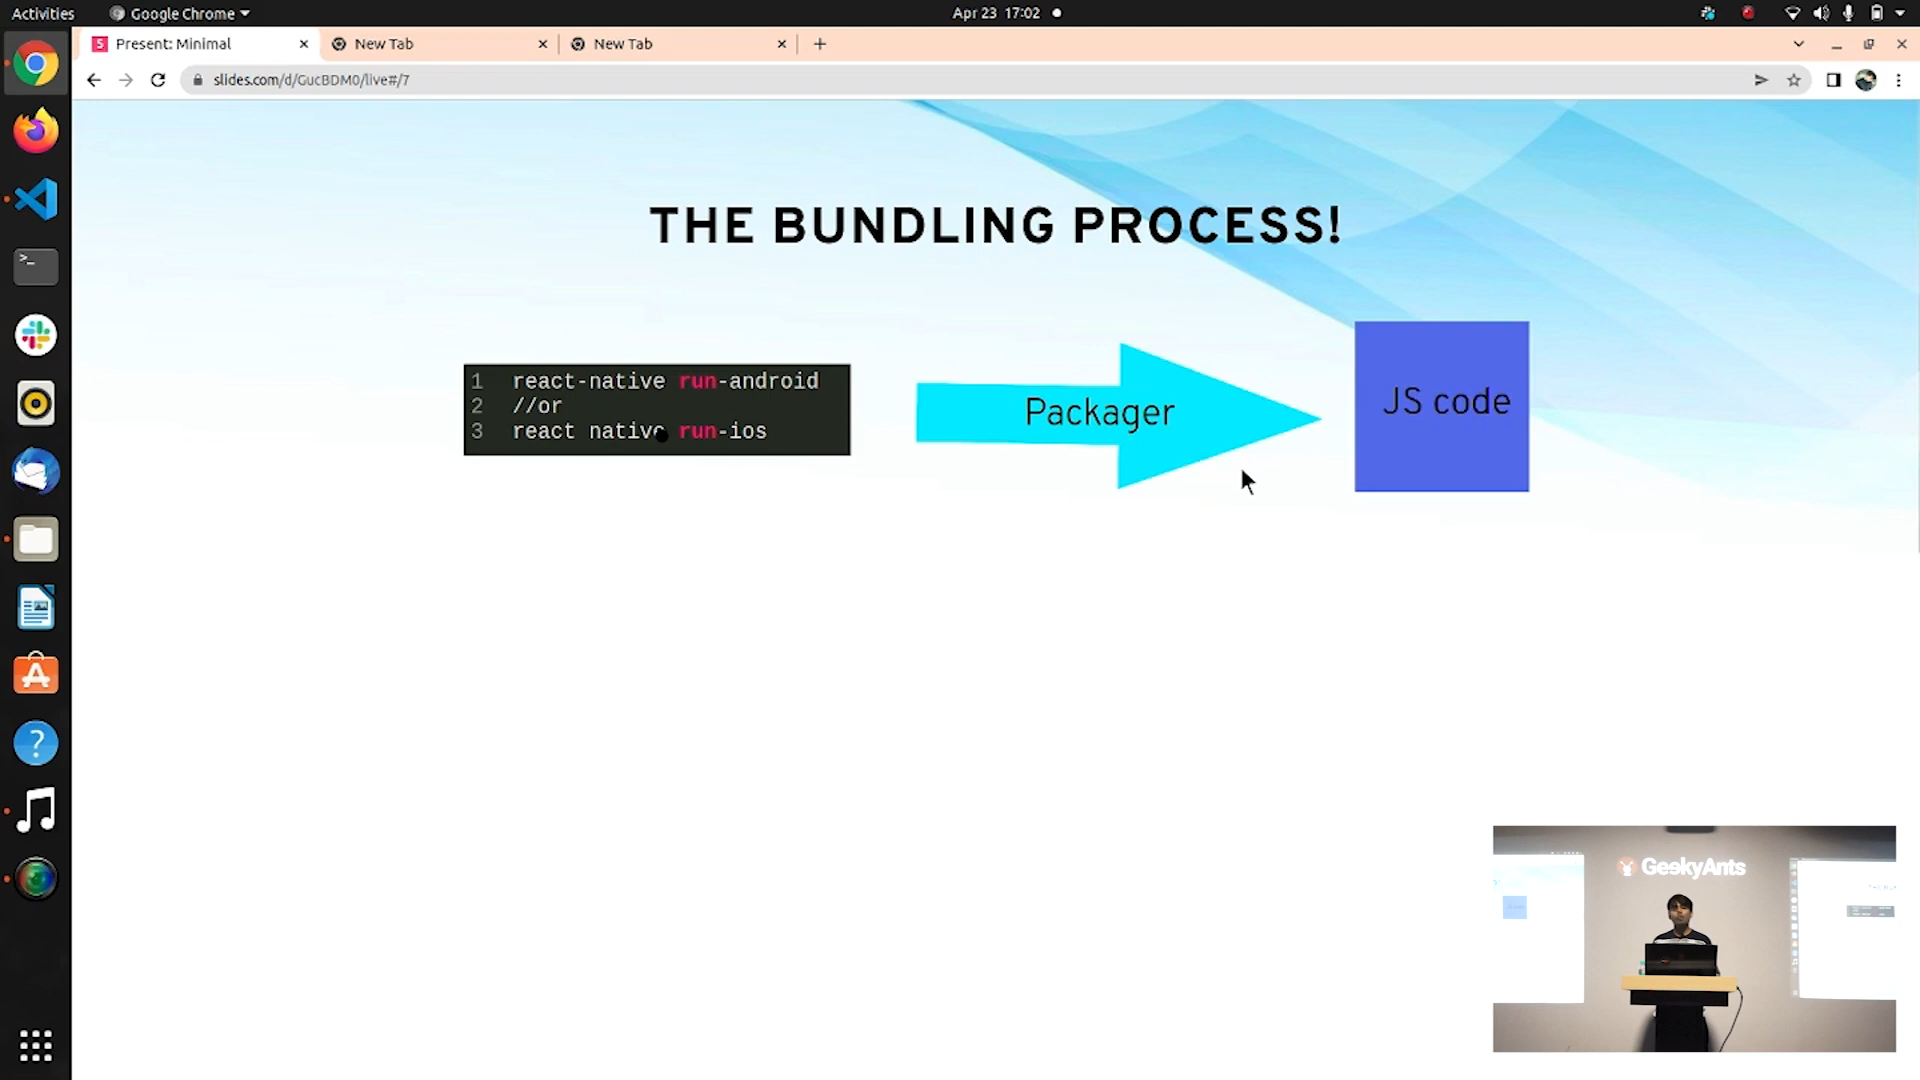 Activities
Google Chrome
Apr 23 17:02
Present: Minimal
New Tab
New Tab
slides.com/d/GucBDM0/live#/7
THE BUNDLING PROCESS!
1 react-native run-android
2 //or
3 react native run-ios
Packager
JS code
GeekyAnts